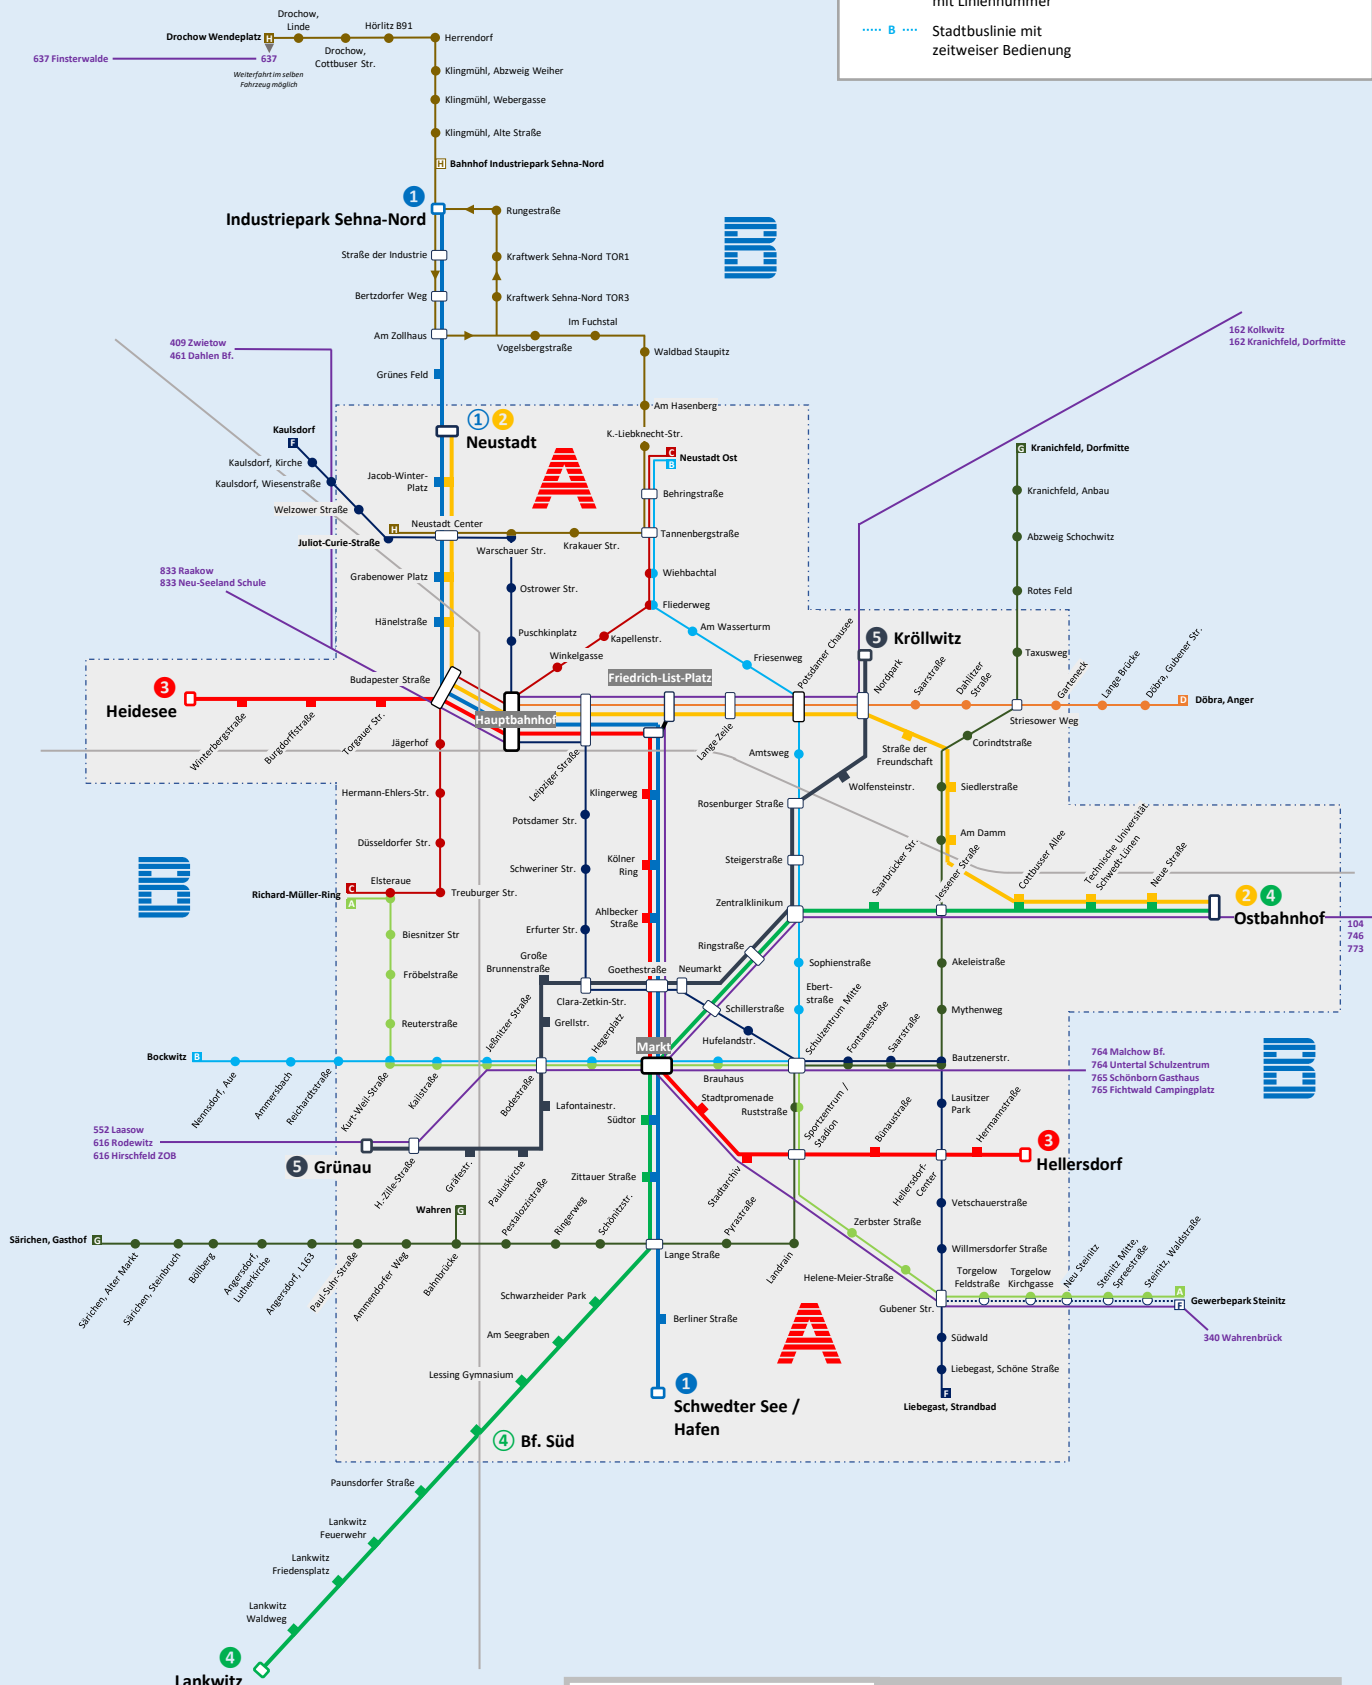 mit Liniennummer
B
Stadtbuslinie mit
zeitweiser Bedienung
Drochow,
Linde
Hörlitz B91
Drochow Wendeplatz
H
Herrendorf
Drochow,
Cottbuser Str.
637 Finsterwalde
637
Weiterfahrt im selben
Fahrzeug möglich
Klingmühl, Abzweig Weiher
Klingmühl, Webergasse
Klingmühl, Alte Straße
H
Bahnhof Industriepark Sehna-Nord
1
Industriepark Sehna-Nord
Rungestraße
B
Straße der Industrie
Kraftwerk Sehna-Nord TOR1
Bertzdorfer Weg
Kraftwerk Sehna-Nord TOR3
Am Zollhaus
Im Fuchstal
Vogelsbergstraße
Waldbad Staupitz
409 Zwietow
461 Dahlen Bf.
162 Kolkwitz
162 Kranichfeld, Dorfmitte
Grünes Feld
Am Hasenberg
1 2
Neustadt
K.-Liebknecht-Str.
A
C
B
Neustadt Ost
Kaulsdorf
F
Kaulsdorf, Kirche
Kaulsdorf, Wiesenstraße
Welzower Straße
Juliot-Curie-Straße
Jacob-Winter-
Platz
Behringstraße
H
Neustadt Center
Warschauer Str.
Krakauer Str.
Tannenbergstraße
G
Kranichfeld, Dorfmitte
Kranichfeld, Anbau
Abzweig Schochwitz
Rotes Feld
Taxusweg
833 Raakow
833 Neu-Seeland Schule
Grabenower Platz
Ostrower Str.
Wiehbachtal
Hänelstraße
Puschkinplatz
Fliederweg
Kapellenstr.
Am Wasserturm
Winkelgasse
Friesenweg
Potsdamer Chausee
5 Kröllwitz
Nordpark
Saarstraße
Dahlitzer
Straße
Garteneck
Lange Brücke
Döbra, Gubener Str.
D
Döbra, Anger
Striesower Weg
Corindtstraße
3
Heidesee
Winterbergstraße
Burgdorffstraße
Torgauer Str.
Budapester Straße
Friedrich-List-Platz
Hauptbahnhof
Jägerhof
Leipziger Straße
Lange Zeile
Amtsweg
Straße der
Freundschaft
Wolfensteinstr.
Siedlerstraße
Hermann-Ehlers-Str.
Klingerweg
Rosenburger Straße
Potsdamer Str.
Düsseldorfer Str.
Am Damm
Saarbrücker Str.
Jessener Straße
Cottbusser Allee
Technische Universität
Schwedt-Lünen
Neue Straße
Schweriner Str.
Kölner
Ring
Steigerstraße
B
Elsteraue
Richard-Müller-Ring
C
A
Treuburger Str.
Zentralklinikum
2 4
Ostbahnhof
104
746
773
Ahlbecker
Straße
Erfurter Str.
Biesnitzer Str
Ringstraße
Große
Brunnenstraße
Goethestraße
Neumarkt
Sophienstraße
Akeleistraße
Fröbelstraße
Clara-Zetkin-Str.
Ebert-
straße
Schillerstraße
Mythenweg
Reuterstraße
Grellstr.
Jeßnitzer Straße
Hegerplatz
Hufelandstr.
Schulzentrum Mitte
Fontanestraße
Saarstraße
Markt
Bautzenerstr.
764 Malchow Bf.
764 Untertal Schulzentrum
765 Schönborn Gasthaus
765 Fichtwald Campingplatz
B
Bockwitz
B
Nennsdorf, Aue
Ammersbach
Reichardtstraße
Kurt-Weil-Straße
Kailstraße
Bodestraße
Brauhaus
Stadtpromenade
Ruststraße
Lausitzer
Park
Lafontainestr.
Südtor
552 Laasow
616 Rodewitz
616 Hirschfeld ZOB
5 Grünau
H.-Zille-Straße
Gräfestr.
Pauluskirche
Sportzentrum /
Stadion
Bünaustraße
Hermannstraße
3
Hellersdorf
Zittauer Straße
Stadtarchiv
Hellersdorf-
Center
Wahren
G
Vetschauerstraße
Pestalozzistraße
Ringerweg
Schönitzstr.
Särichen, Gasthof
G
Särichen, Alter Markt
Särichen, Steinbruch
Böllberg
Angersdorf,
Lutherkirche
Angersdorf, L163
Paul-Suhr-Straße
Ammendorfer Weg
Bahnbrücke
Lange Straße
Pyrastraße
Landrain
Zerbster Straße
Willmersdorfer Straße
Helene-Meier-Straße
Torgelow
Feldstraße
Torgelow
Kirchgasse
Neu Steinitz
Steinitz Mitte,
Spreestraße
Steinitz, Waldstraße
A
Gewerbepark Steinitz
F
Gubener Str.
340 Wahrenbrück
Schwarzheider Park
Berliner Straße
A
Südwald
Am Seegraben
Liebegast, Schöne Straße
Lessing Gymnasium
F
Liebegast, Strandbad
1
Schwedter See /
Hafen
4 Bf. Süd
Paunsdorfer Straße
Lankwitz
Feuerwehr
Lankwitz
Friedensplatz
Lankwitz
Waldweg
4
Lankwitz